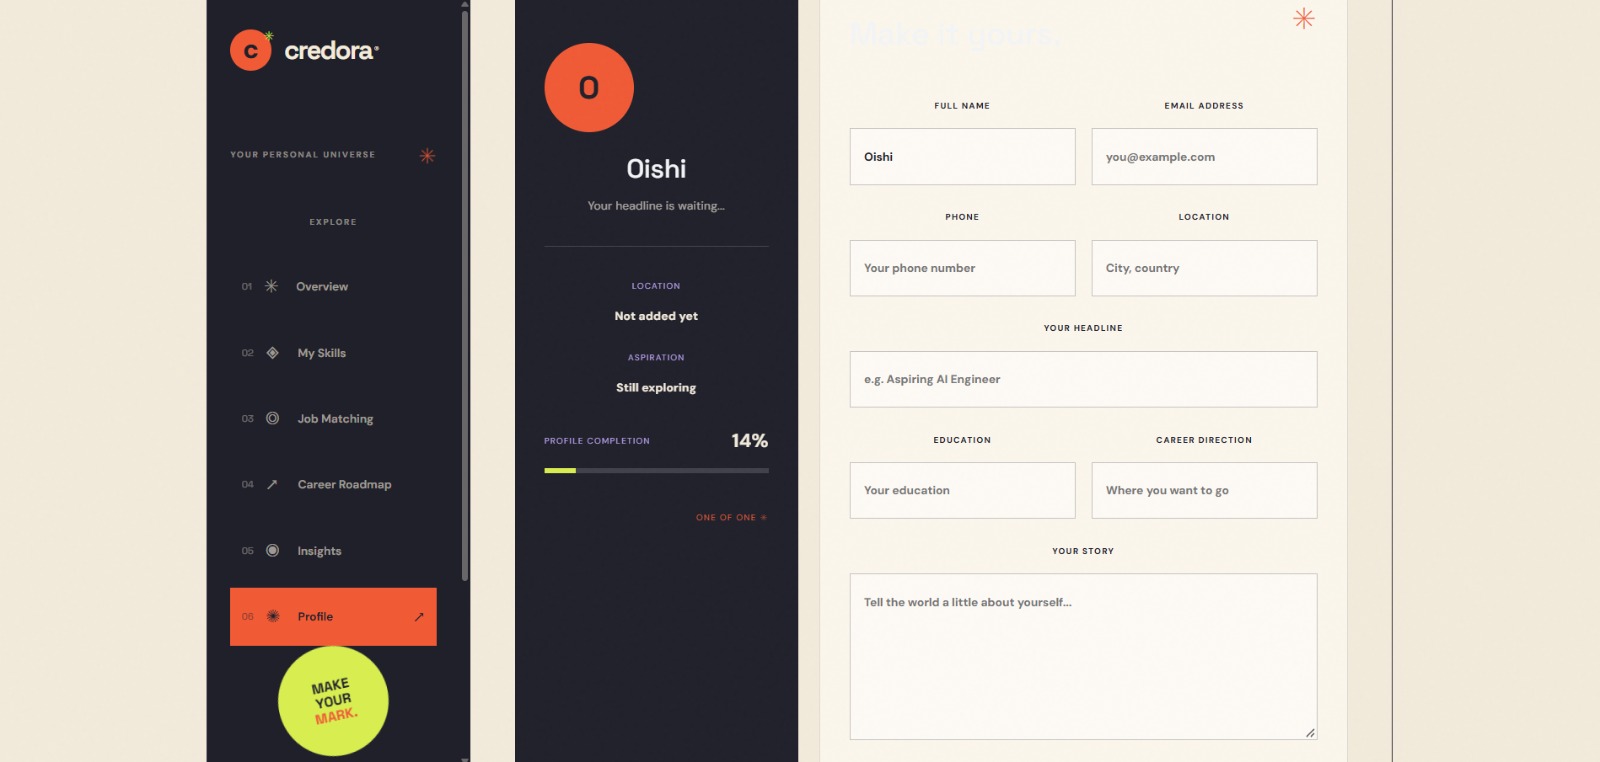 c credora®
YOUR PERSONAL UNIVERSE
EXPLORE
01 Overview
02 My Skills
03 Job Matching
04 Career Roadmap
05 Insights
06 Profile
MAKE
YOUR
MARK.
O
Oishi
Your headline is waiting...
LOCATION
Not added yet
ASPIRATION
Still exploring
PROFILE COMPLETION 14%
ONE OF ONE
Make it yours.
FULL NAME EMAIL ADDRESS
Oishi you@example.com
PHONE LOCATION
Your phone number City, country
YOUR HEADLINE
e.g. Aspiring AI Engineer
EDUCATION CAREER DIRECTION
Your education Where you want to go
YOUR STORY
Tell the world a little about yourself...